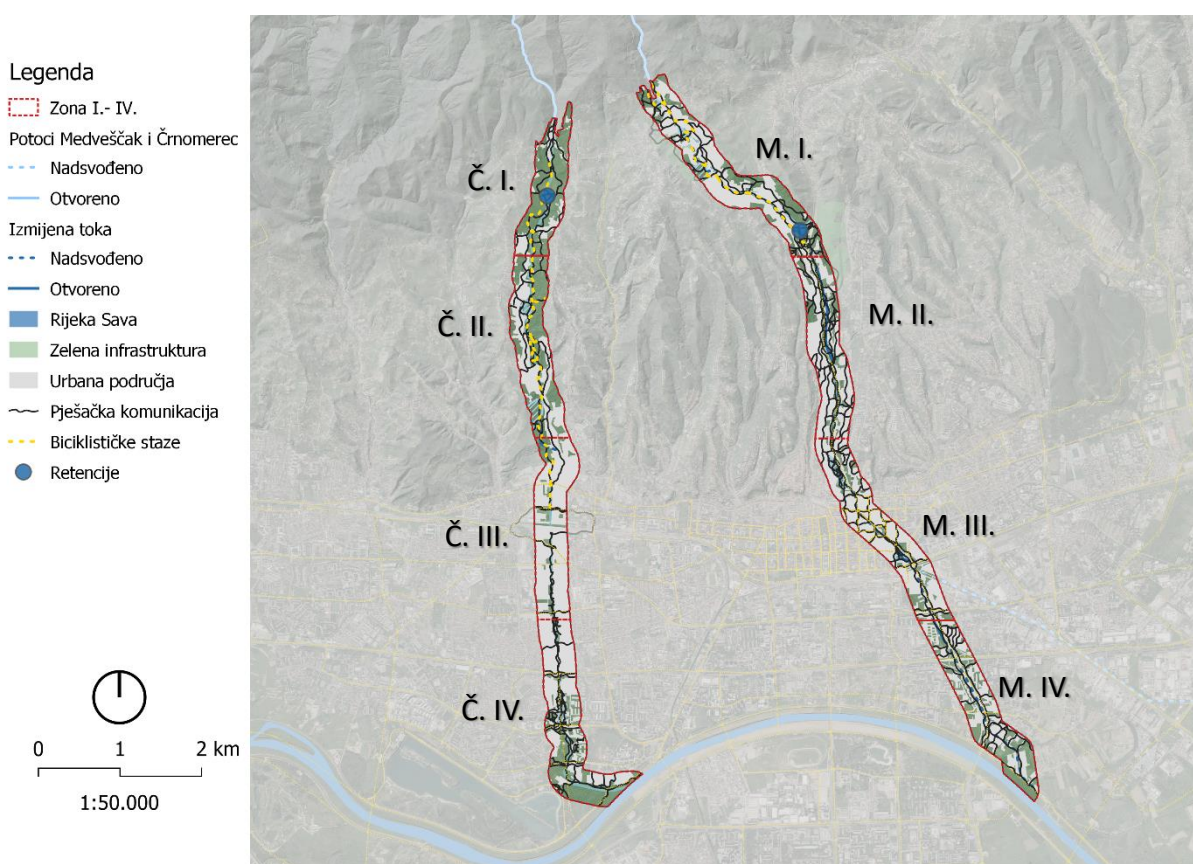 Legenda
Zona I.- IV.
Potoci Medveščak i Črnomerec
Nadsvođeno
Otvoreno
Izmijena toka
Nadsvođeno
Otvoreno
Rijeka Sava
Zelena infrastruktura
Urbana područja
Pješačka komunikacija
Biciklističke staze
Retencije
0 1 2 km
1:50.000
Č. I.
Č. II.
Č. III.
Č. IV.
M. I.
M. II.
M. III.
M. IV.